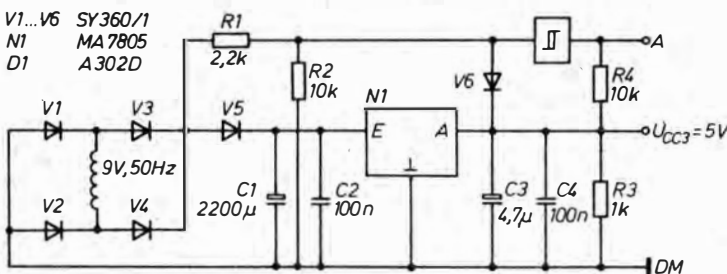 V1...V6 SY360/1
N1 MA7805
D1 A302D
R1
2,2k
R2
10k
V6
A
R4
10k
V1
V3
V5
N1
E
A
U_CC3=5V
9V,50Hz
V2
V4
C1
2200µ
C2
100n
C3
4,7µ
C4
100n
R3
1k
DM